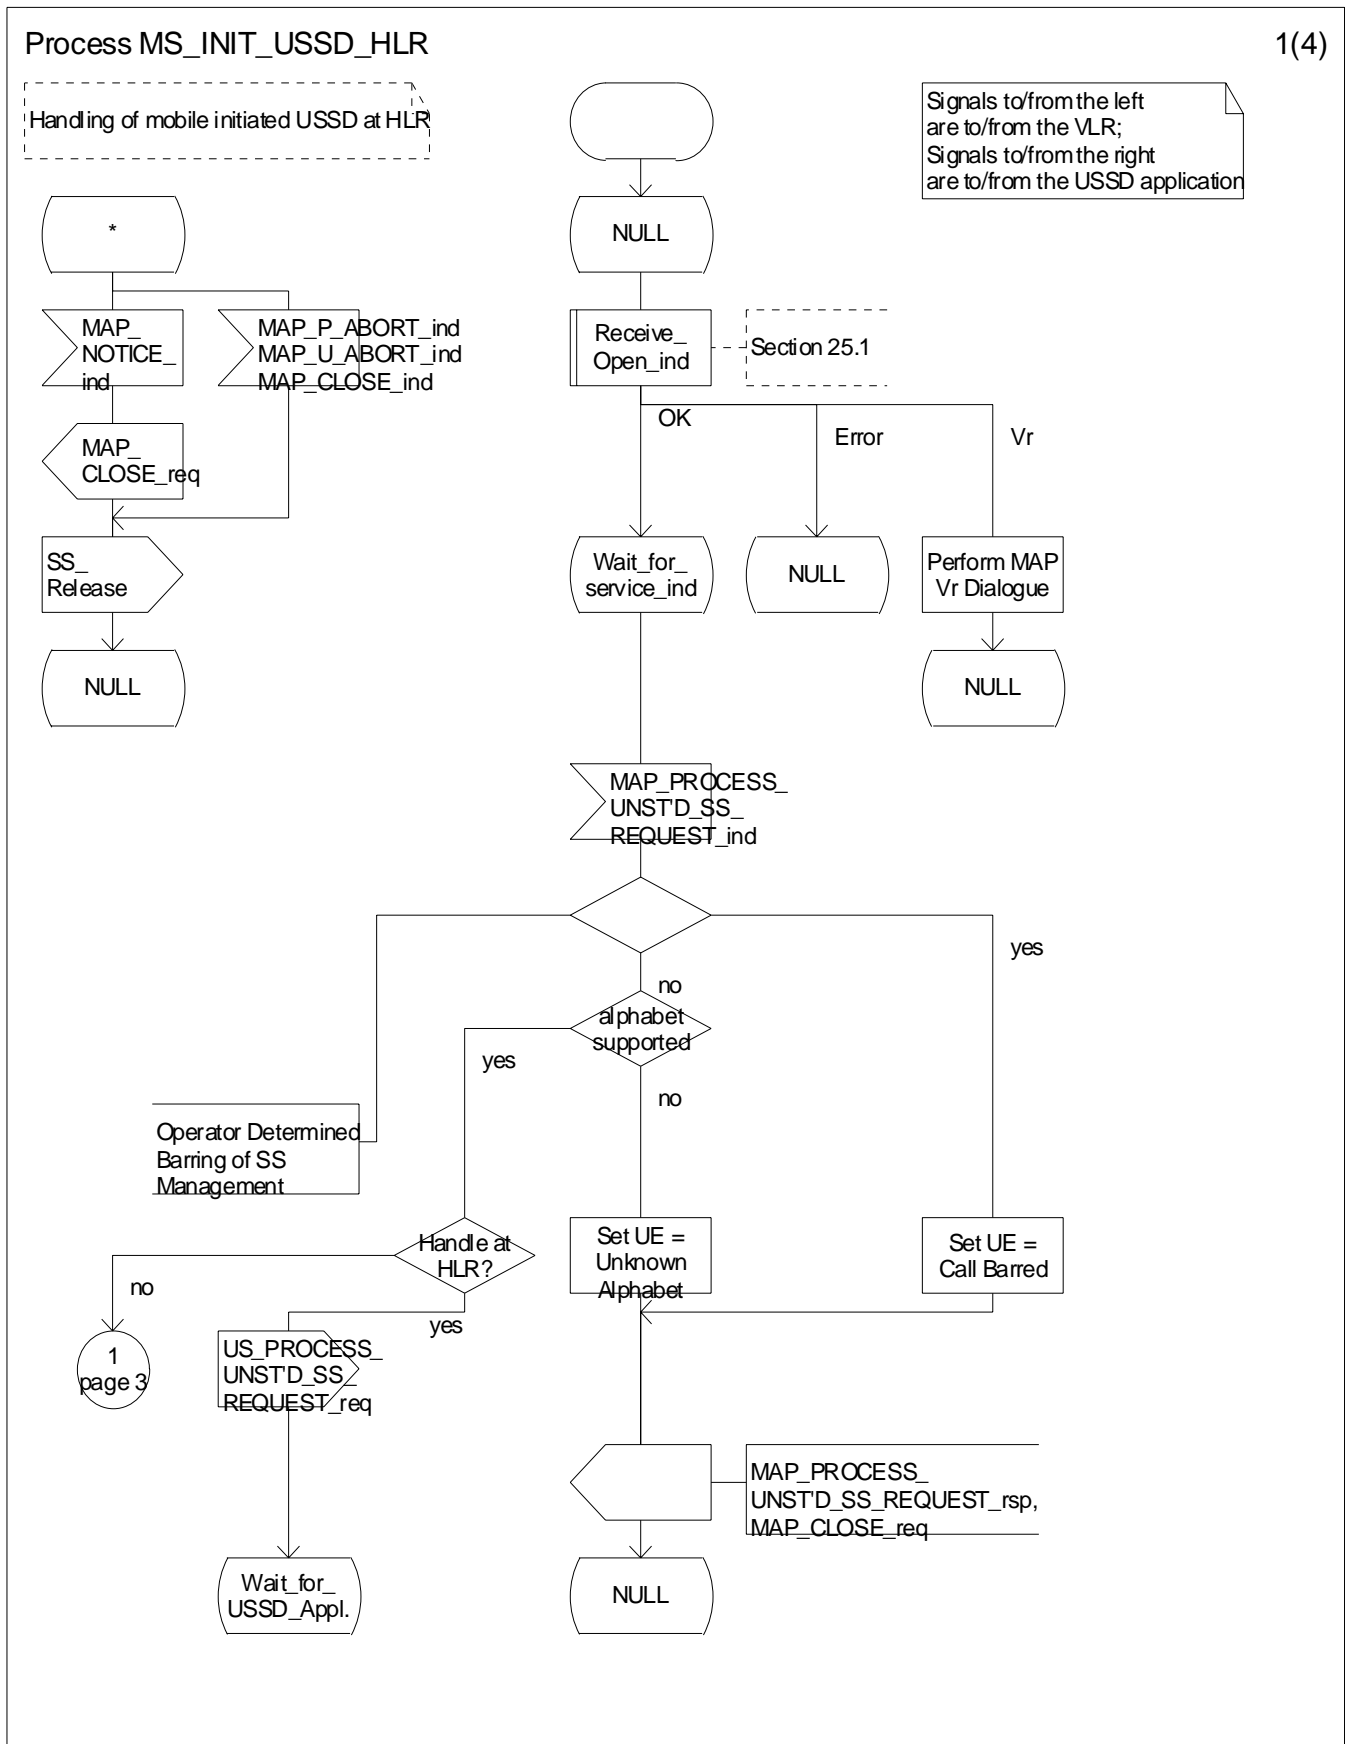 Process MS_INIT_USSD_HLR
1(4)
Handling of mobile initiated USSD at HLR
Signals to/from the left
are to/from the VLR;
Signals to/from the right
are to/from the USSD application
*
NULL
MAP_
NOTICE_
ind
MAP_P_ABORT_ind
MAP_U_ABORT_ind
MAP_CLOSE_ind
Receive_
Open_ind
Section 25.1
OK
Error
Vr
MAP_
CLOSE_req
SS_
Release
Wait_for_
service_ind
NULL
Perform MAP
Vr Dialogue
NULL
NULL
MAP_PROCESS_
UNST'D_SS_
REQUEST_ind
yes
no
alphabet
supported
yes
no
Operator Determined
Barring of SS
Management
Handle at
HLR?
Set UE =
Unknown
Alphabet
Set UE =
Call Barred
no
yes
1
page 3
US_PROCESS_
UNST'D_SS_
REQUEST_req
MAP_PROCESS_
UNST'D_SS_REQUEST_rsp,
MAP_CLOSE_req
Wait_for_
USSD_Appl.
NULL